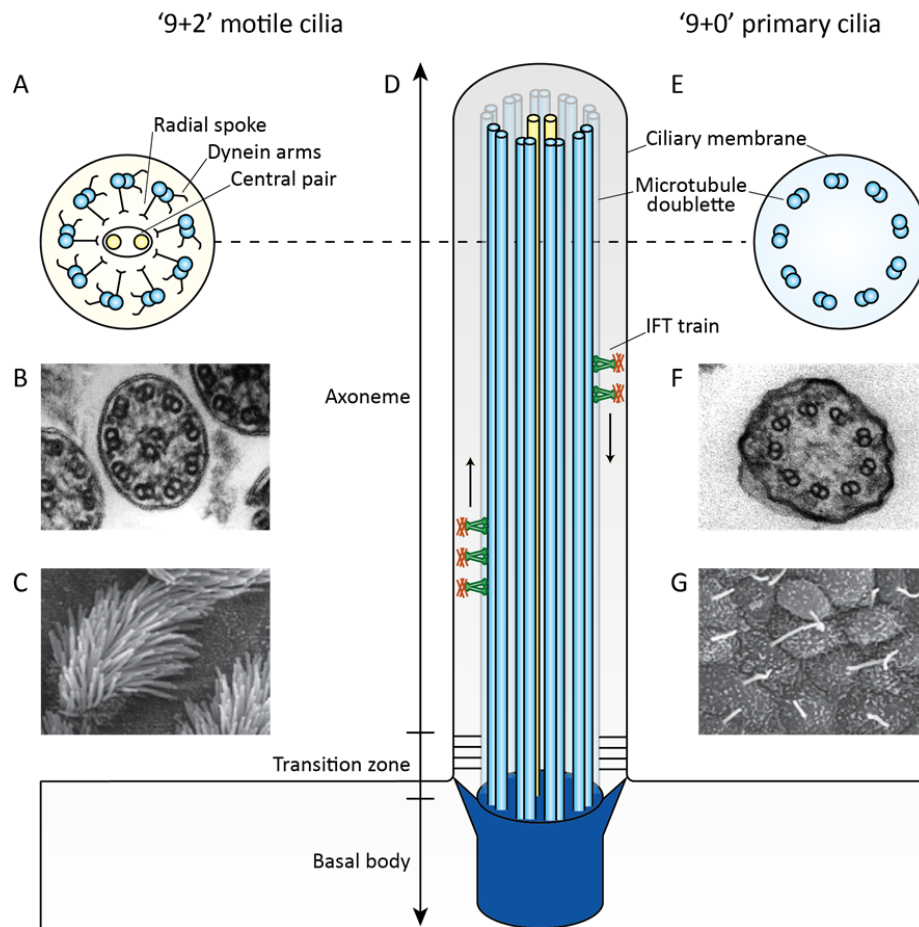 ‘9+2’ motile cilia
‘9+0’ primary cilia
A
D
E
Radial spoke
Dynein arms
Central pair
Ciliary membrane
Microtubule
doublette
IFT train
B
Axoneme
F
C
G
Transition zone
Basal body